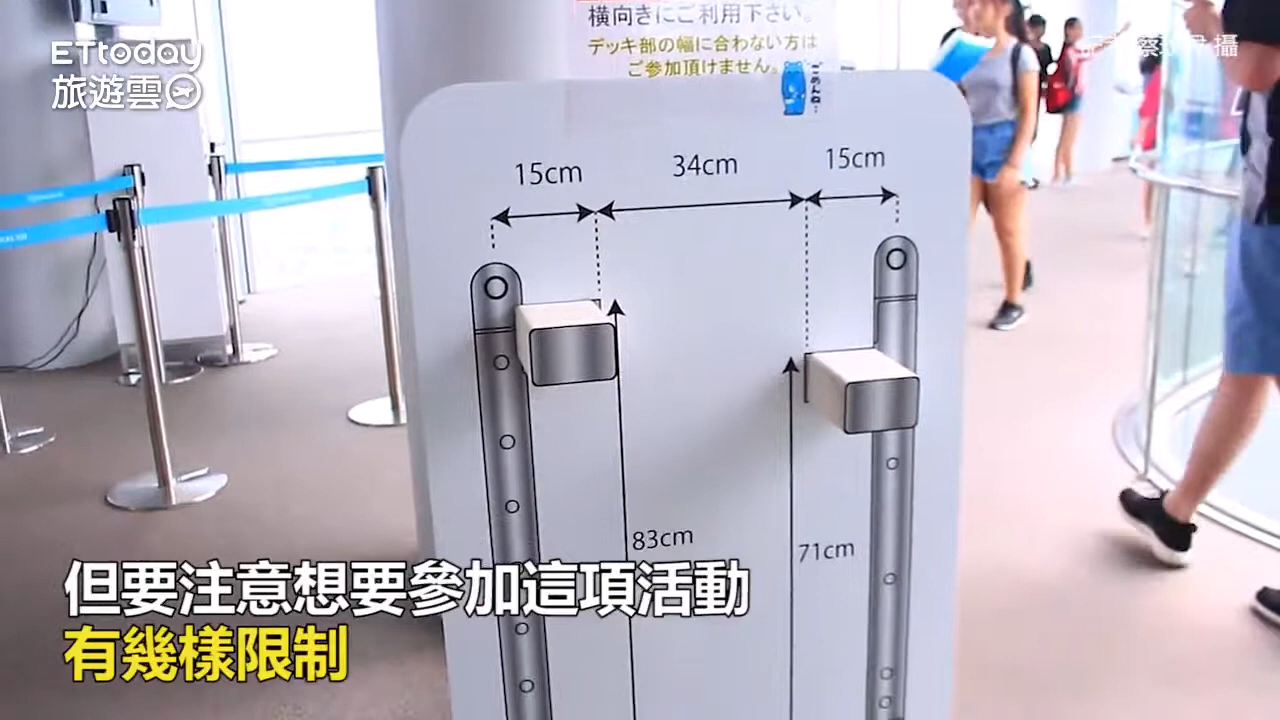 ETtoday
旅遊雲
攝
横向きにご利用下さい。
デッキ部の幅に合わない方は
ご参加頂けません。
15cm
34cm
15cm
83cm
71cm
但要注意想要參加這項活動
有幾樣限制